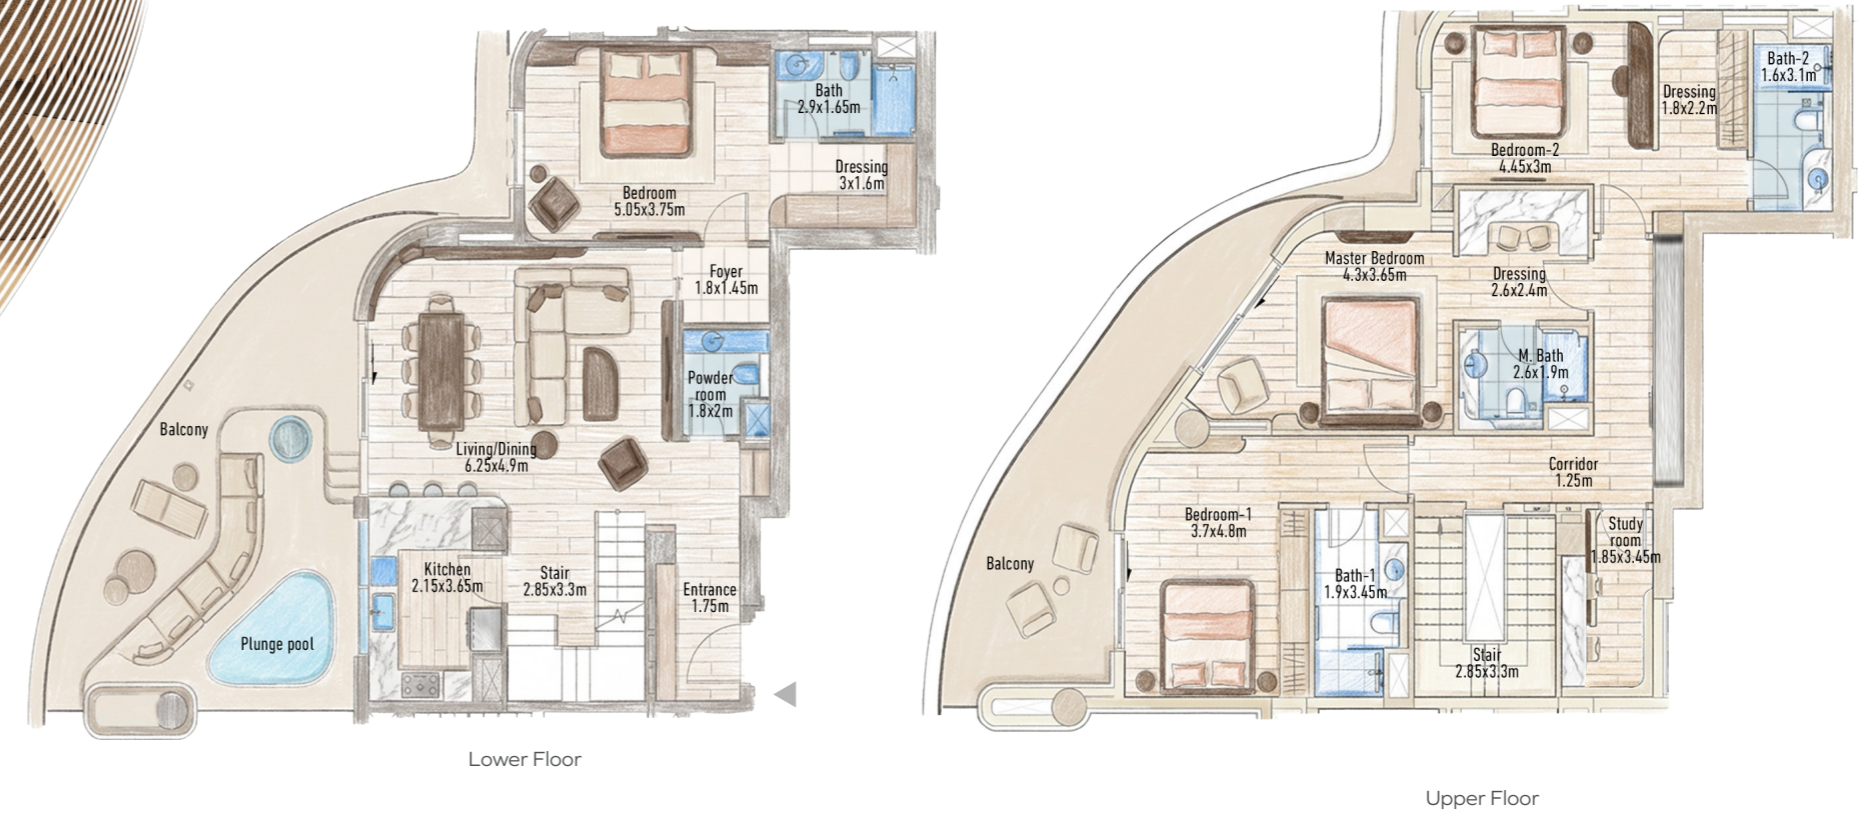 Bath
2.9x1.65m
Dressing
3x1.6m
Bedroom
5.05x3.75m
Foyer
1.8x1.45m
Powder
room
1.8x2m
Balcony
Living/Dining
6.25x4.9m
Kitchen
2.15x3.65m
Stair
2.85x3.3m
Entrance
1.75m
Plunge pool
Lower Floor
Bath-2
1.6x3.1m
Dressing
1.8x2.2m
Bedroom-2
4.45x3m
Master Bedroom
4.3x3.65m
Dressing
2.6x2.4m
M. Bath
2.6x1.9m
Corridor
1.25m
Bedroom-1
3.7x4.8m
Study
room
1.85x3.45m
Balcony
Bath-1
1.9x3.45m
Stair
2.85x3.3m
Upper Floor